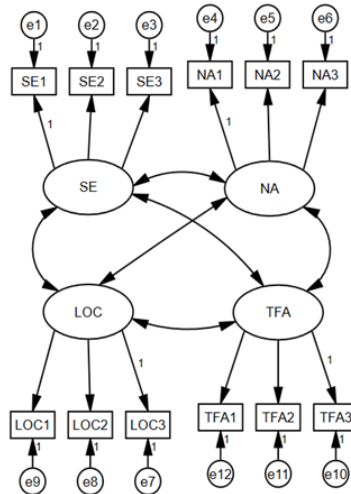 e1 e2 e3 e4 e5 e6
1 1 1 1 1 1
SE1 SE2 SE3 NA1 NA2 NA3
1 1
SE NA
LOC TFA
1 1
LOC1 LOC2 LOC3 TFA1 TFA2 TFA3
1 1 1 1 1 1
e9 e8 e7 e12 e11 e10